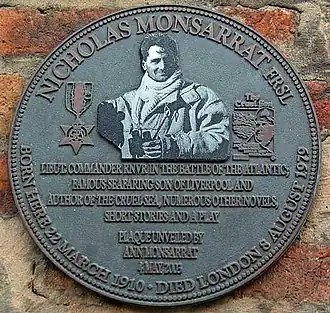 NICHOLAS MONSARRAT FRSL
LIEUT. COMMANDER RNVR IN THE BATTLE OF THE ATLANTIC;
FAMOUS SEAFARING SON OF LIVERPOOL AND
AUTHOR OF THE CRUEL SEA, NUMEROUS OTHER NOVELS,
SHORT STORIES AND A PLAY
PLAQUE UNVEILED BY
ANN MONSARRAT
MAY
BORN HERE 22 MARCH 1910 · DIED LONDON 8 AUGUST 1979